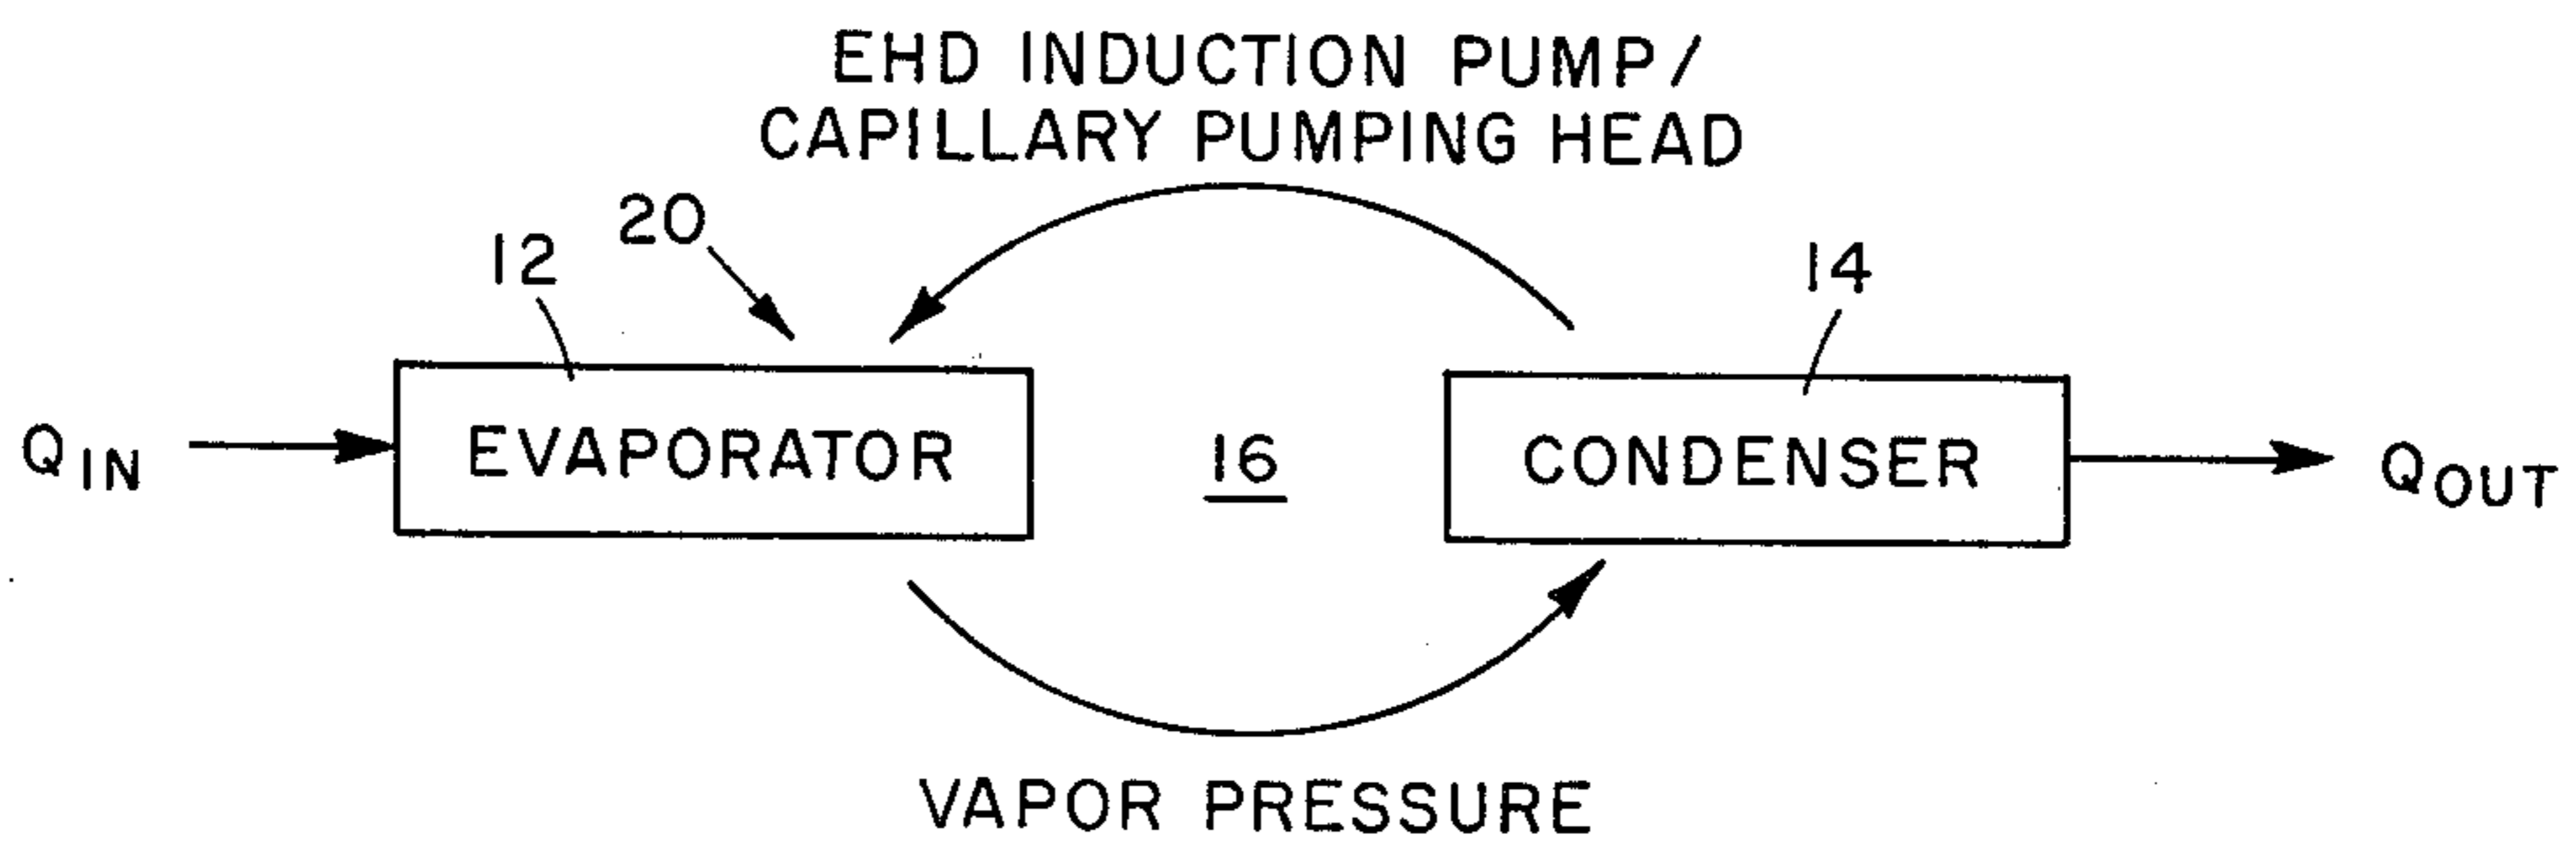 EHD INDUCTION PUMP/
CAPILLARY PUMPING HEAD
20
12
14
QIN
EVAPORATOR
16
CONDENSER
QOUT
VAPOR PRESSURE